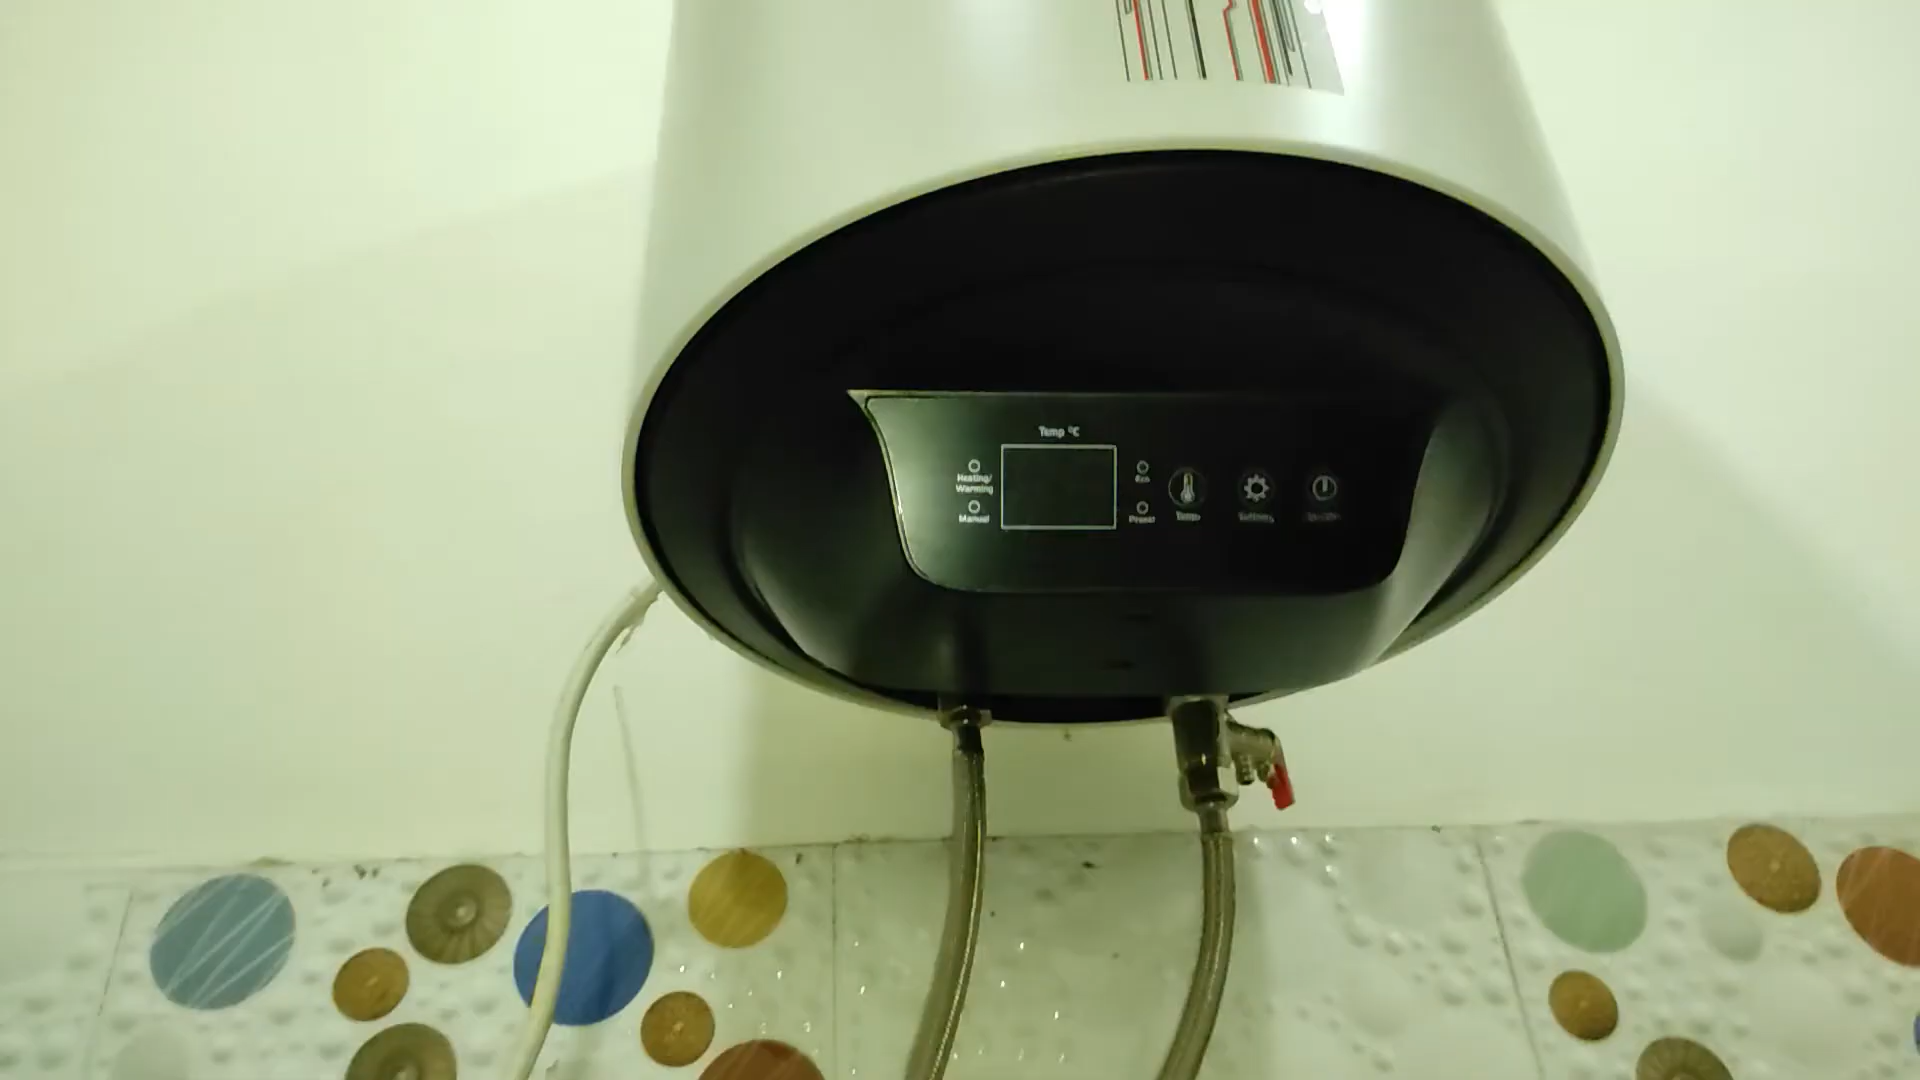 Temp °C
Heating/
Warming
Manual
Eco
Preset
Temp
Settings